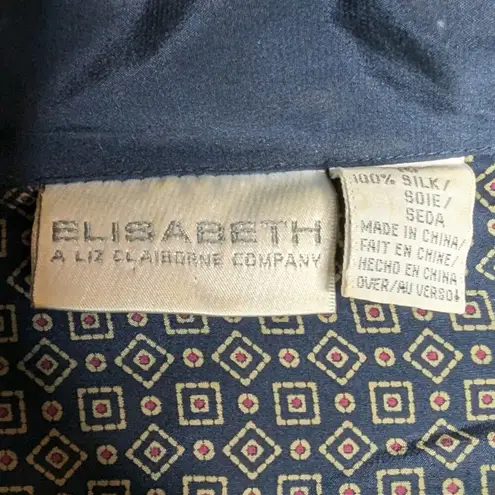 ELISABETH
A LIZ CLAIBORNE COMPANY
100% SILK/
SOIE/
SEDA
MADE IN CHINA/
FAIT EN CHINE/
HECHO EN CHINA
OVER/AU VERSO!